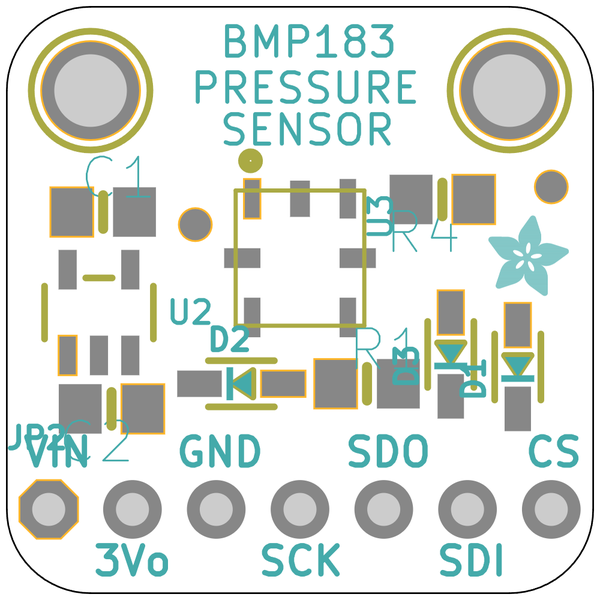 BMP183
PRESSURE
SENSOR
C1
U3
R4
U2
D2
R1
D3
D1
JP2
C2
VIN GND SDO CS
3Vo SCK SDI